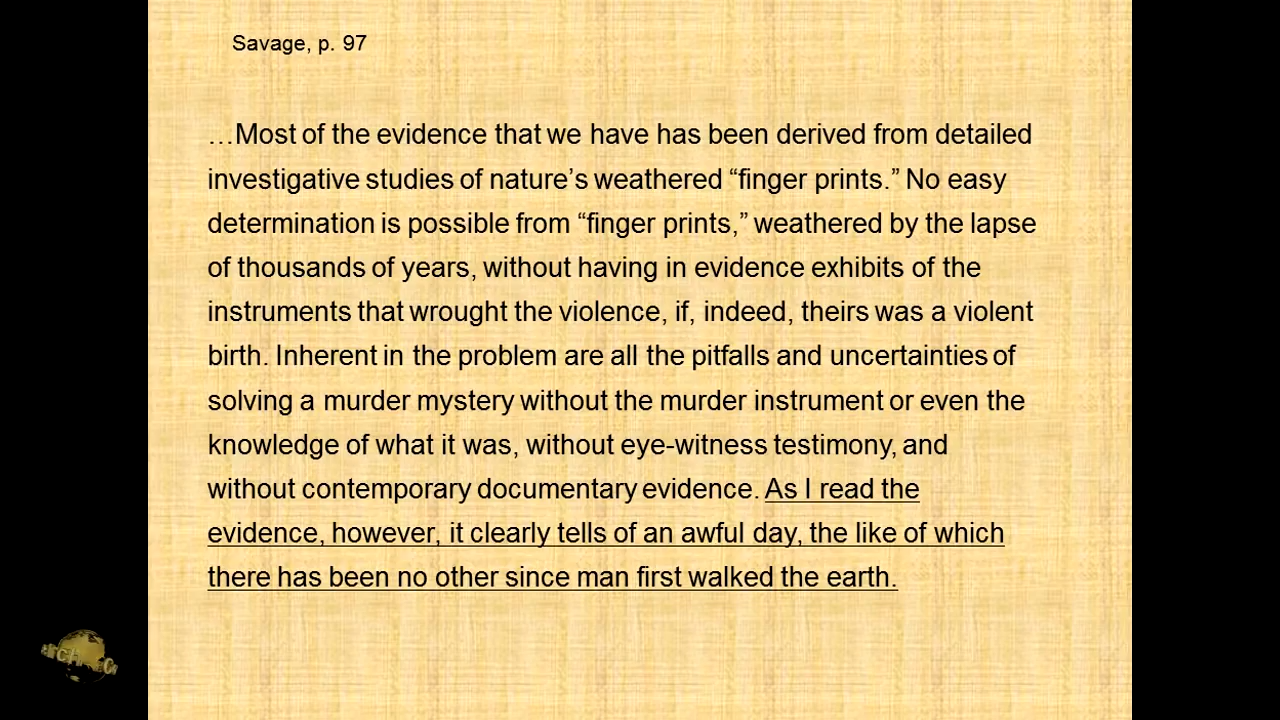 Savage, p. 97
…Most of the evidence that we have has been derived from detailed
investigative studies of nature’s weathered “finger prints.” No easy
determination is possible from “finger prints,” weathered by the lapse
of thousands of years, without having in evidence exhibits of the
instruments that wrought the violence, if, indeed, theirs was a violent
birth. Inherent in the problem are all the pitfalls and uncertainties of
solving a murder mystery without the murder instrument or even the
knowledge of what it was, without eye-witness testimony, and
without contemporary documentary evidence. As I read the
evidence, however, it clearly tells of an awful day, the like of which
there has been no other since man first walked the earth.